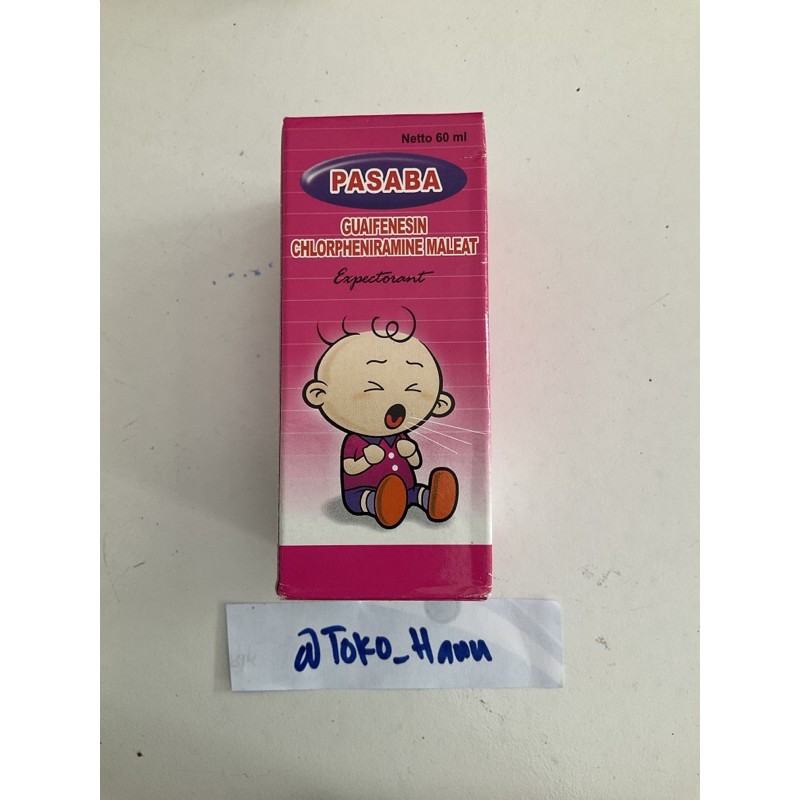 Netto 60 ml
PASABA
GUAIFENESIN
CHLORPHENIRAMINE MALEAT
Expectorant
@Toko_Hanu